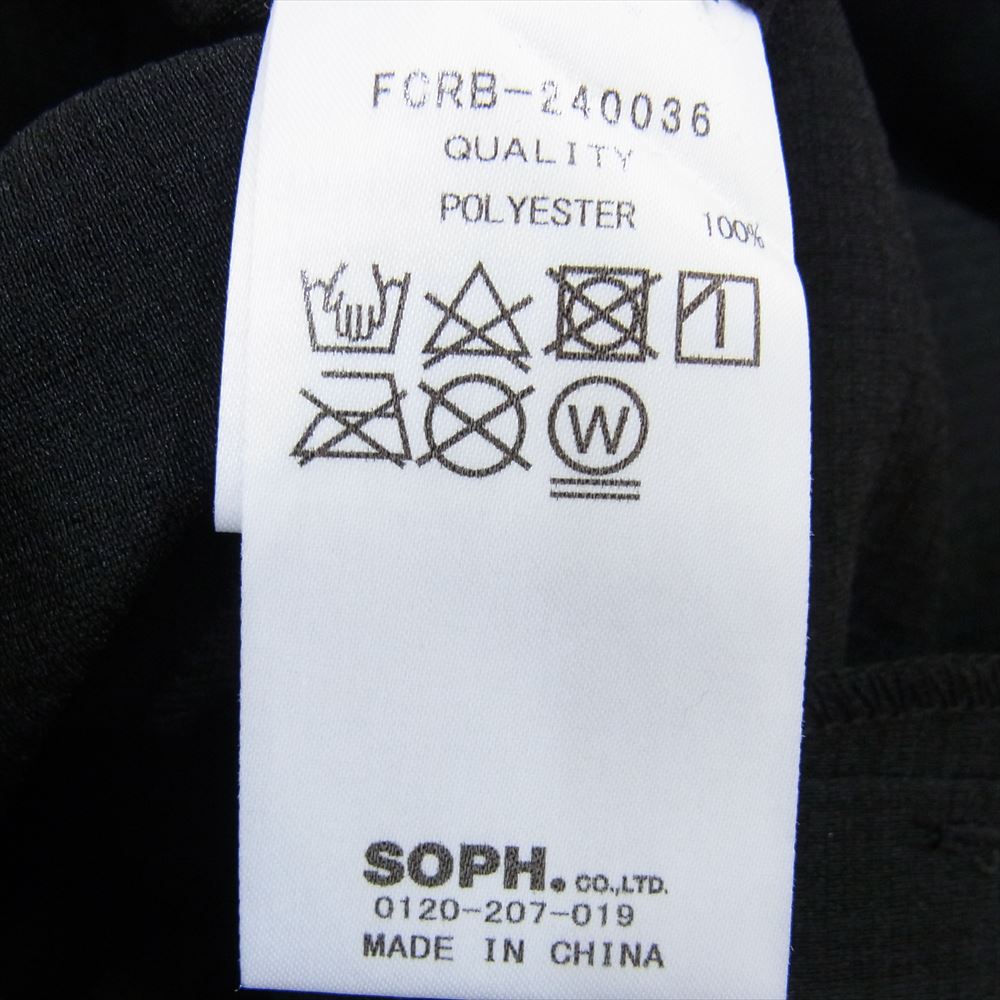 FCRB-240036
QUALITY
POLYESTER 100%
W
SOPH. CO.,LTD.
0120-207-019
MADE IN CHINA